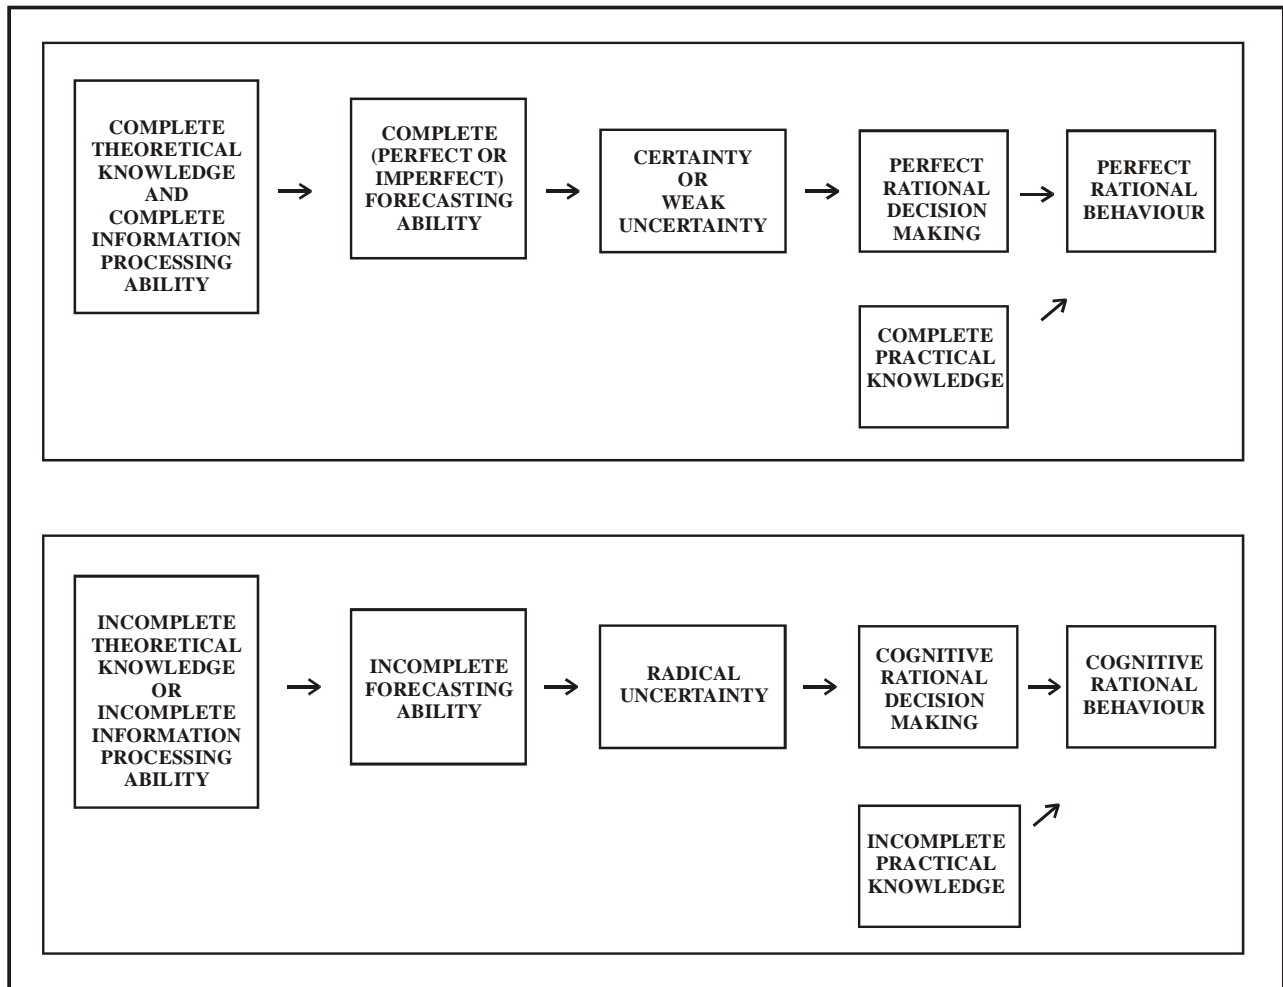 COMPLETE
THEORETICAL
KNOWLEDGE
AND
COMPLETE
INFORMATION
PROCESSING
ABILITY
COMPLETE
(PERFECT OR
IMPERFECT)
FORECASTING
ABILITY
CERTAINTY
OR
WEAK
UNCERTAINTY
PERFECT
RATIONAL
DECISION
MAKING
PERFECT
RATIONAL
BEHAVIOUR
COMPLETE
PRACTICAL
KNOWLEDGE
INCOMPLETE
THEORETICAL
KNOWLEDGE
OR
INCOMPLETE
INFORMATION
PROCESSING
ABILITY
INCOMPLETE
FORECASTING
ABILITY
RADICAL
UNCERTAINTY
COGNITIVE
RATIONAL
DECISION
MAKING
COGNITIVE
RATIONAL
BEHAVIOUR
INCOMPLETE
PRACTICAL
KNOWLEDGE